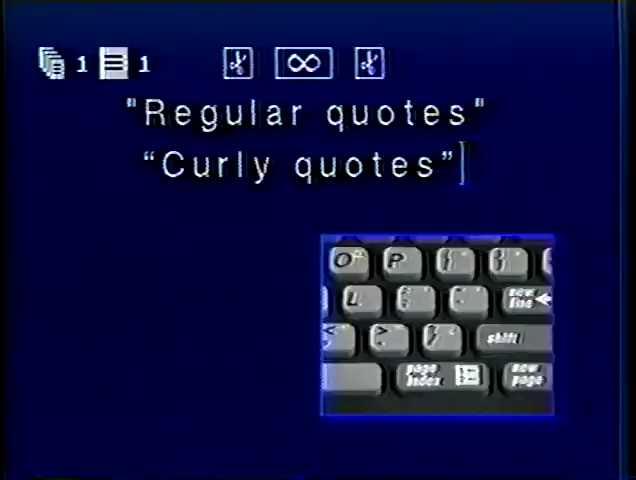 1 1 ∞
"Regular quotes"
“Curly quotes”
O P { }
L
< > ?
new line
shift
page index
new page